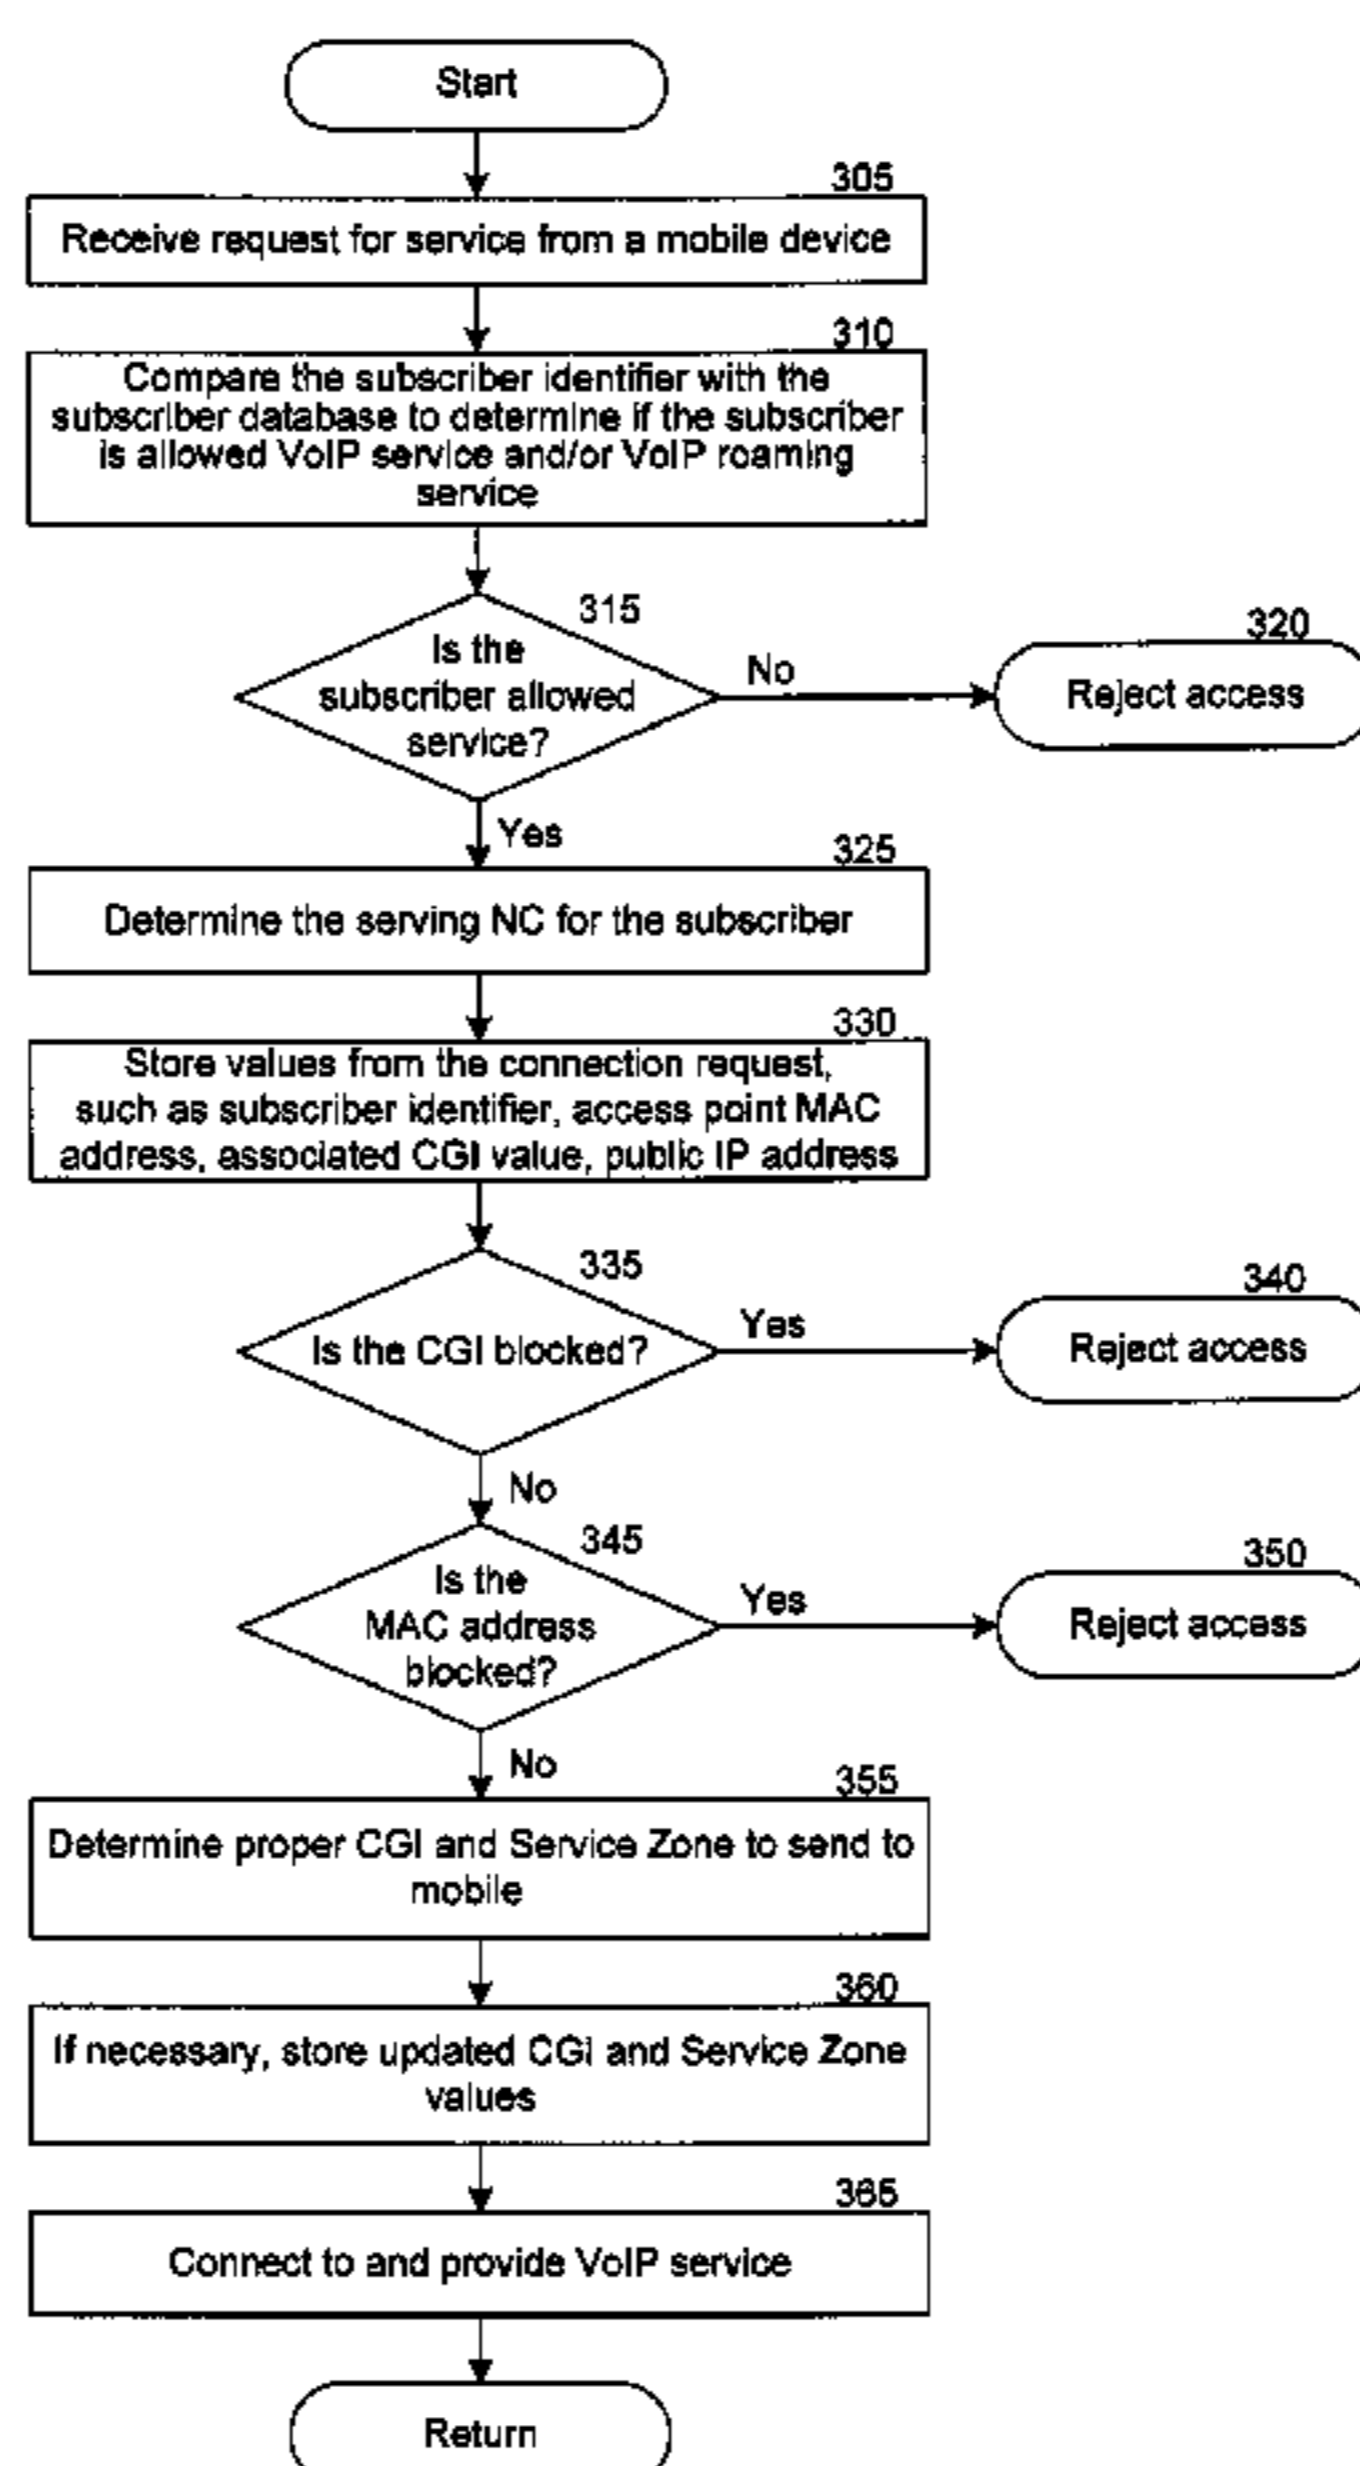 Start
305
Receive request for service from a mobile device
310
Compare the subscriber identifier with the
subscriber database to determine if the subscriber
is allowed VoIP service and/or VoIP roaming
service
315
Is the
subscriber allowed
service?
No
320
Reject access
Yes
325
Determine the serving NC for the subscriber
330
Store values from the connection request,
such as subscriber identifier, access point MAC
address, associated CGI value, public IP address
335
Is the CGI blocked?
Yes
340
Reject access
No
345
Is the
MAC address
blocked?
Yes
350
Reject access
No
355
Determine proper CGI and Service Zone to send to
mobile
360
If necessary, store updated CGI and Service Zone
values
365
Connect to and provide VoIP service
Return